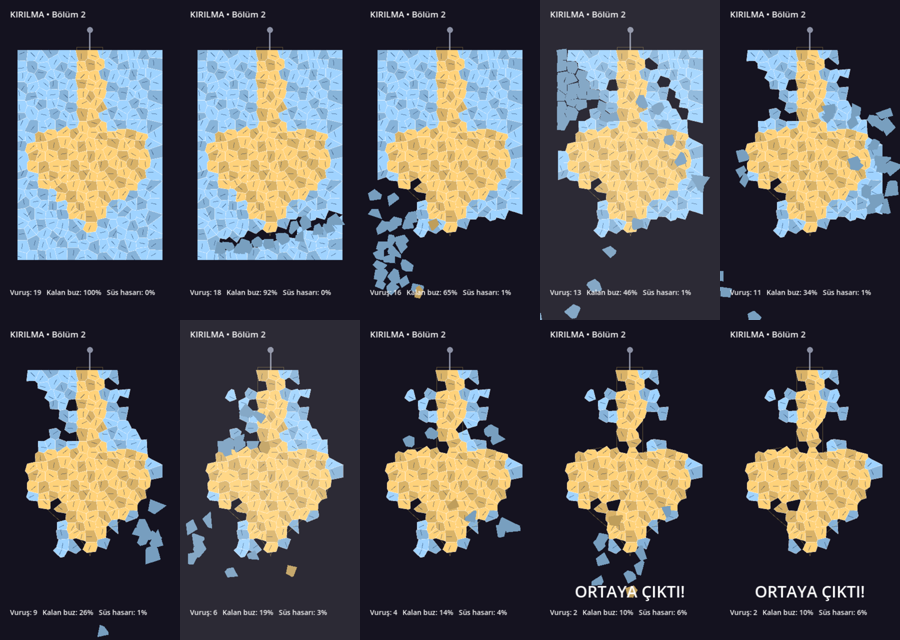 KIRILMA • Bölüm 2
Vuruş: 19 Kalan buz: 100% Süs hasarı: 0%
KIRILMA • Bölüm 2
Vuruş: 18 Kalan buz: 92% Süs hasarı: 0%
KIRILMA • Bölüm 2
Vuruş: 16 Kalan buz: 65% Süs hasarı: 1%
KIRILMA • Bölüm 2
Vuruş: 13 Kalan buz: 46% Süs hasarı: 1%
KIRILMA • Bölüm 2
Vuruş: 11 Kalan buz: 34% Süs hasarı: 1%
KIRILMA • Bölüm 2
Vuruş: 9 Kalan buz: 26% Süs hasarı: 1%
KIRILMA • Bölüm 2
Vuruş: 6 Kalan buz: 19% Süs hasarı: 3%
KIRILMA • Bölüm 2
Vuruş: 4 Kalan buz: 14% Süs hasarı: 4%
KIRILMA • Bölüm 2
ORTAYA ÇIKTI!
Vuruş: 2 Kalan buz: 10% Süs hasarı: 6%
KIRILMA • Bölüm 2
ORTAYA ÇIKTI!
Vuruş: 2 Kalan buz: 10% Süs hasarı: 6%